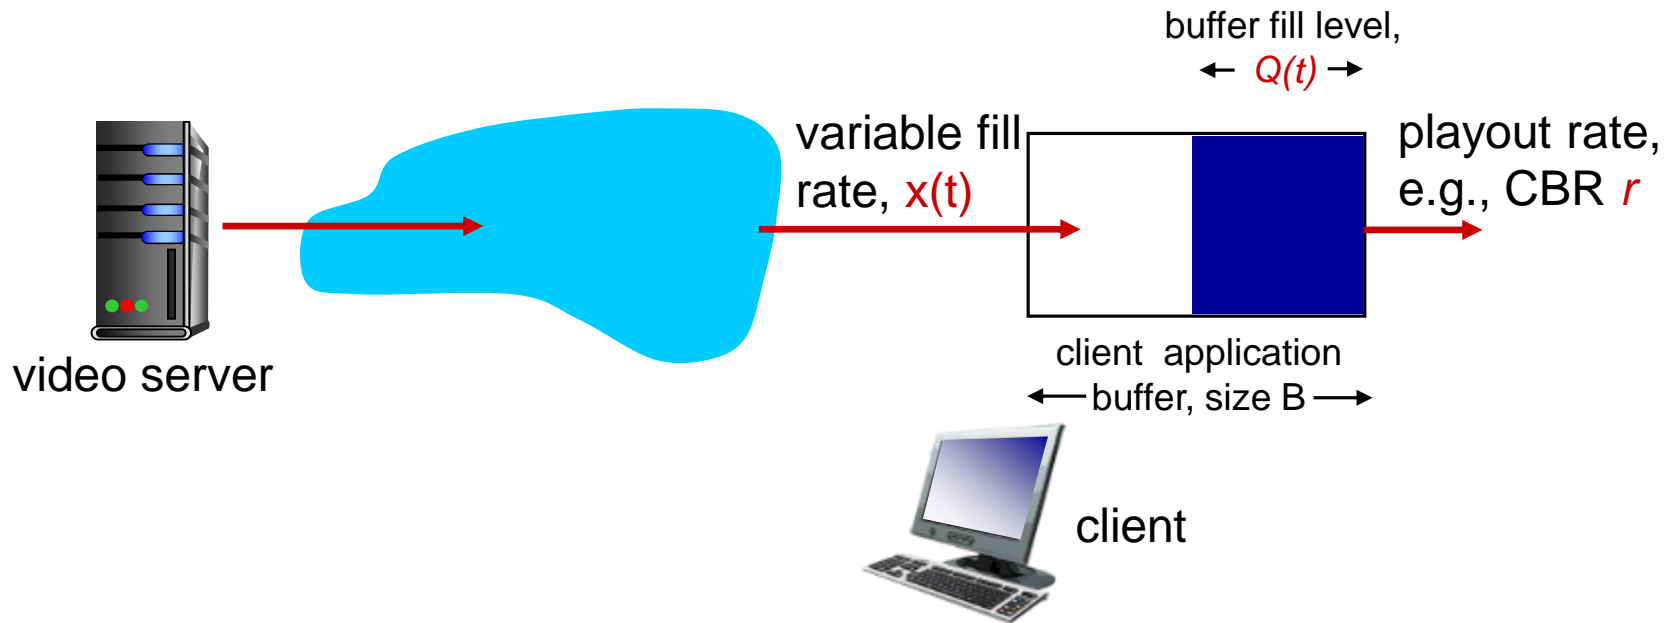 buffer fill level,
Q(t)
variable fill
rate, x(t)
playout rate,
e.g., CBR r
video server
client application
buffer, size B
client